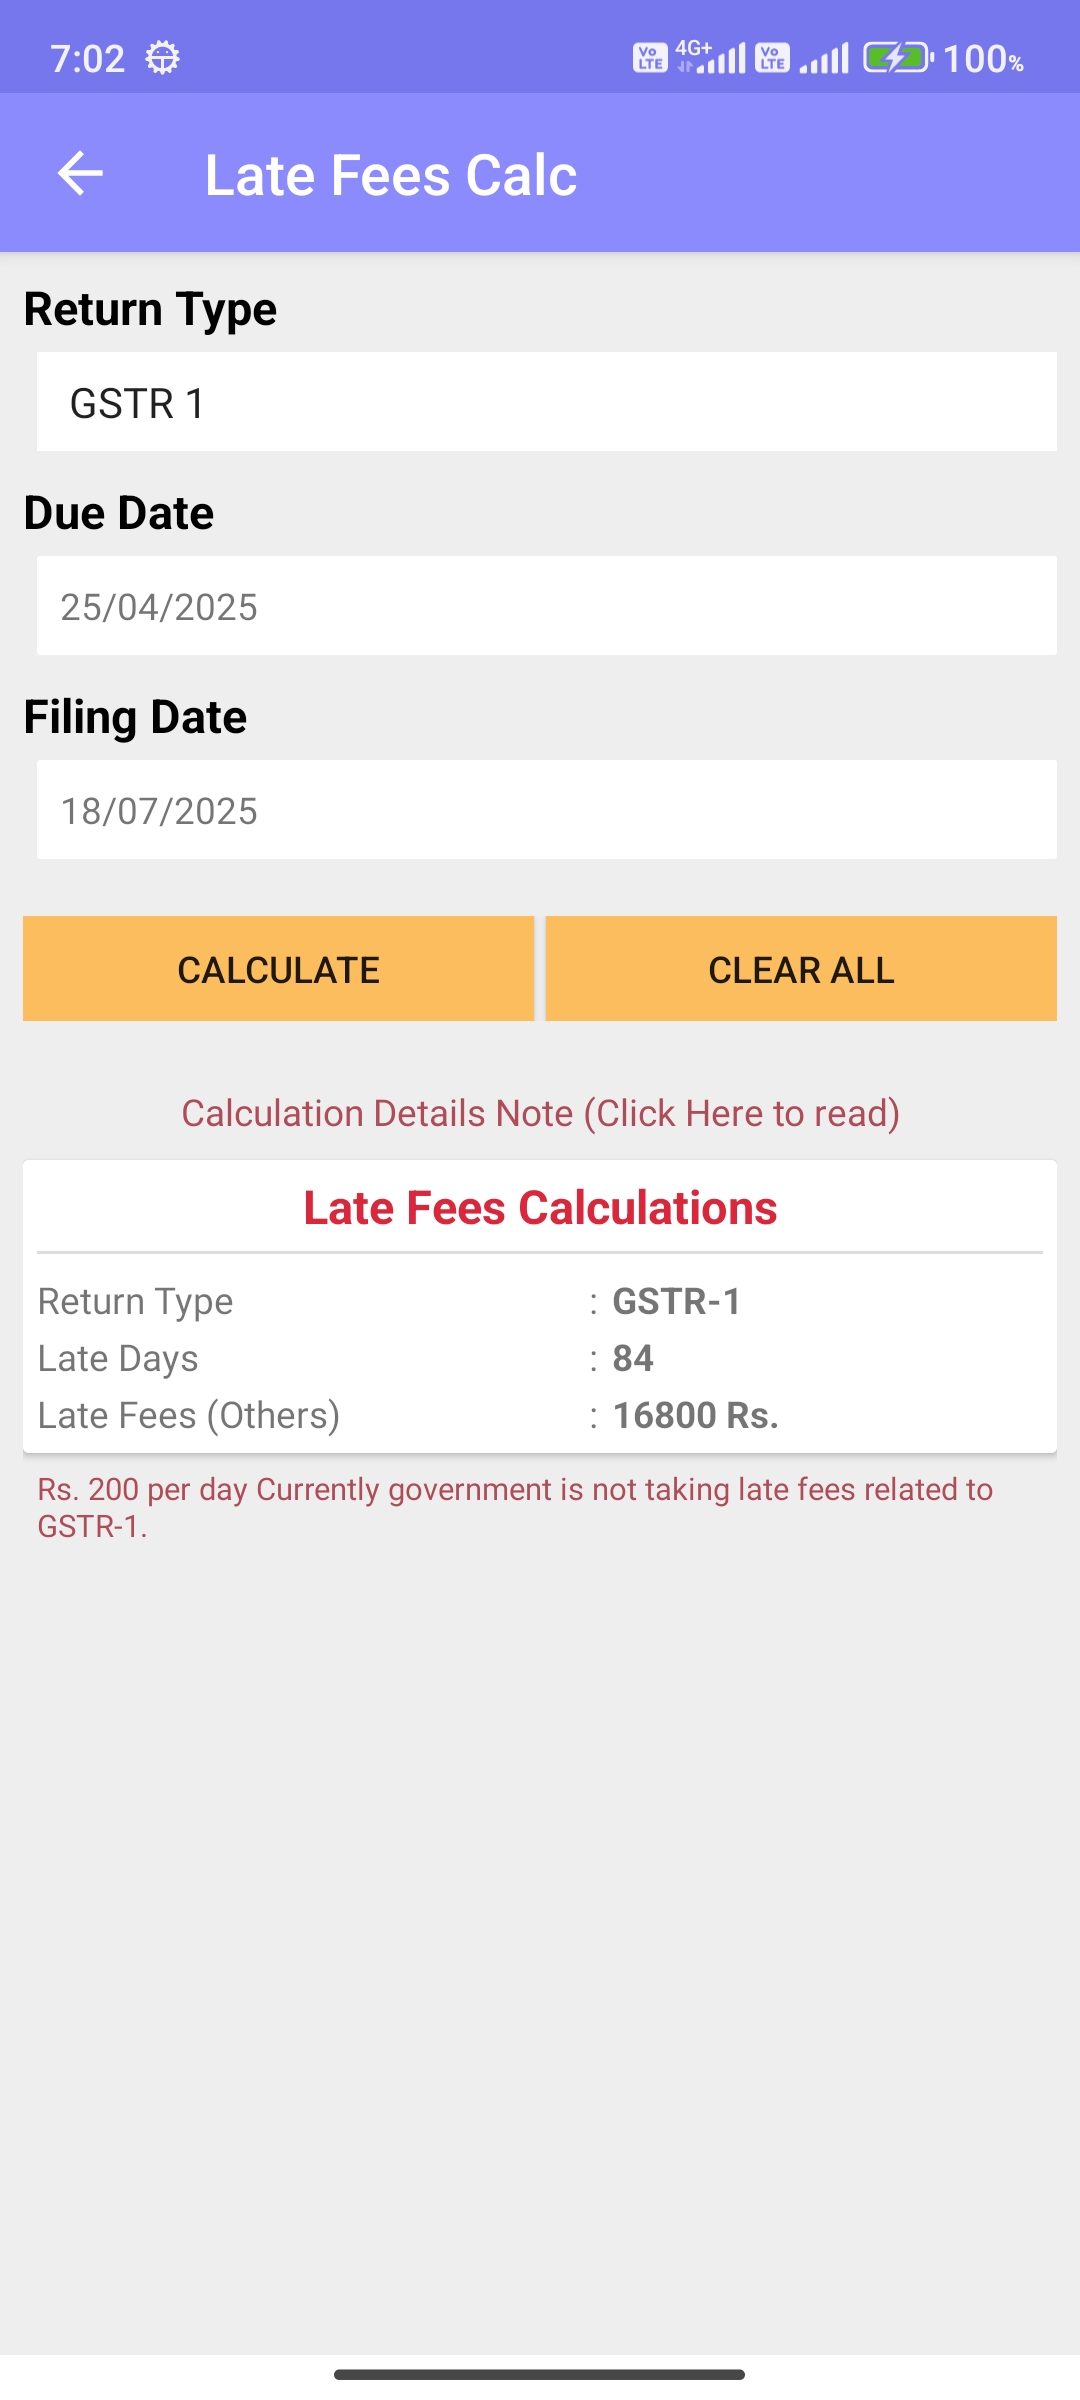 7:02 Vo LTE 4G+ Vo LTE 100%
Late Fees Calc
Return Type
GSTR 1
Due Date
25/04/2025
Filing Date
18/07/2025
CALCULATE CLEAR ALL
Calculation Details Note (Click Here to read)
Late Fees Calculations
Return Type : GSTR-1
Late Days : 84
Late Fees (Others) : 16800 Rs.
Rs. 200 per day Currently government is not taking late fees related to
GSTR-1.